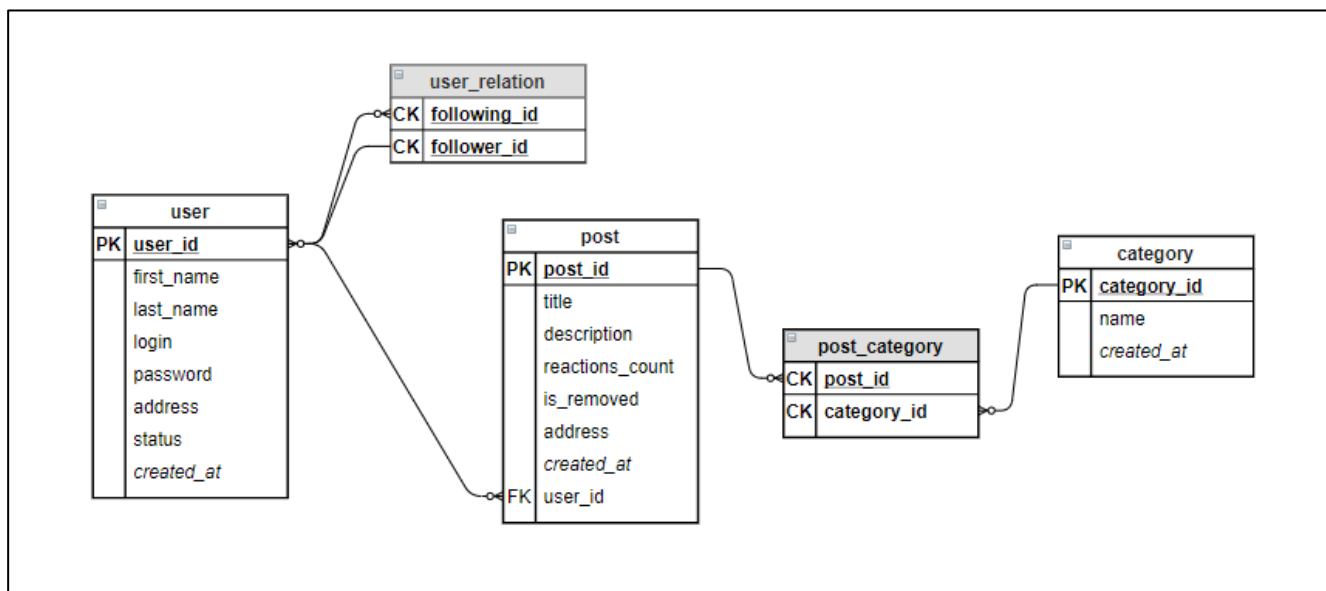 user_relation
CK following_id
CK follower_id
user
PK user_id
first_name
last_name
login
password
address
status
created_at
post
PK post_id
title
description
reactions_count
is_removed
address
created_at
FK user_id
post_category
CK post_id
CK category_id
category
PK category_id
name
created_at